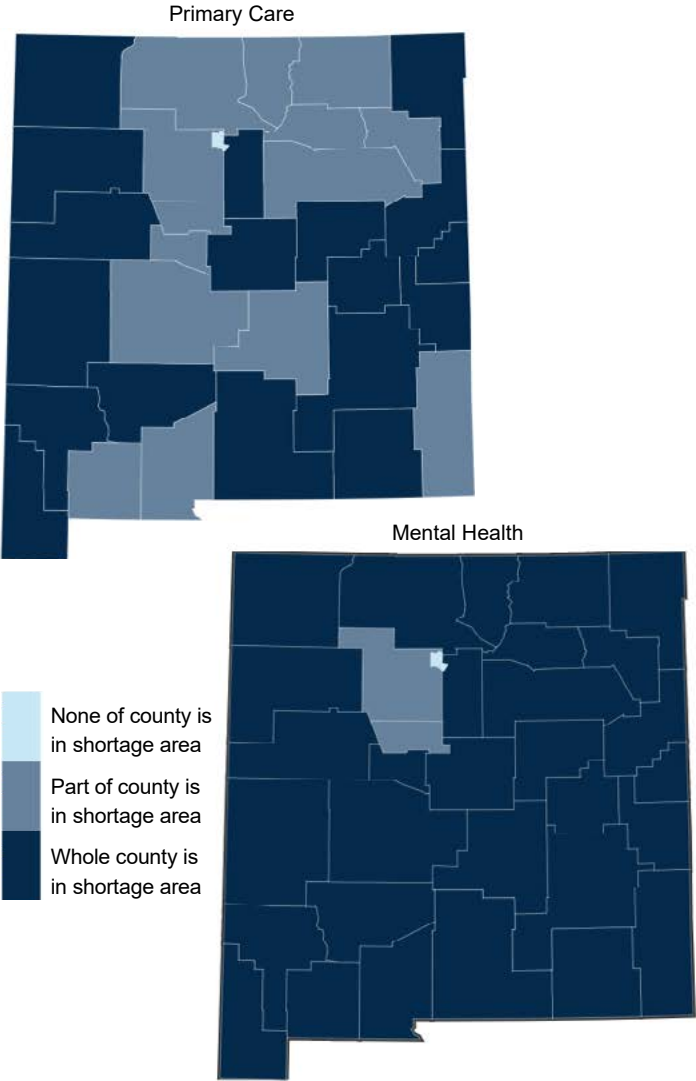 Primary Care
Mental Health
None of county is
in shortage area
Part of county is
in shortage area
Whole county is
in shortage area